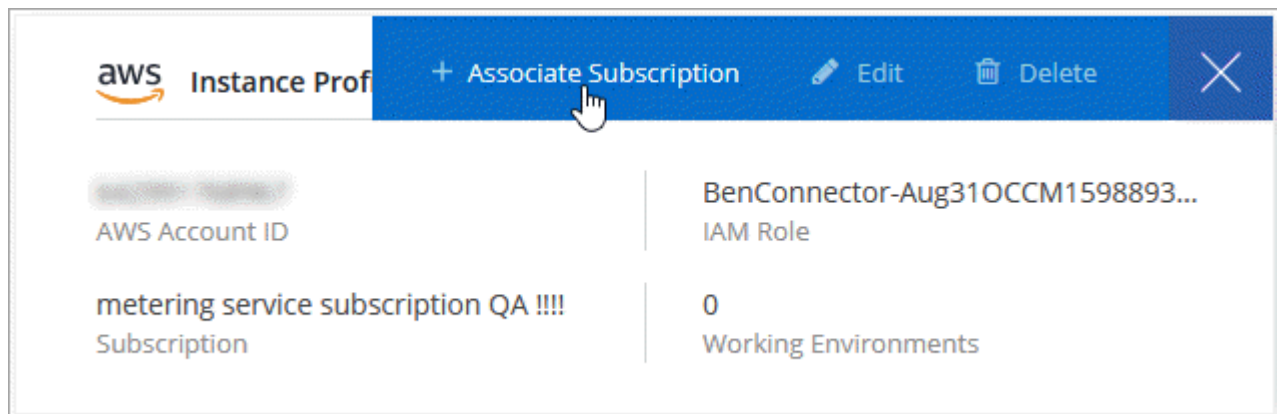 aws Instance Profi + Associate Subscription Edit Delete
AWS Account ID
BenConnector-Aug31OCCM1598893...
IAM Role
metering service subscription QA !!!!
Subscription
0
Working Environments